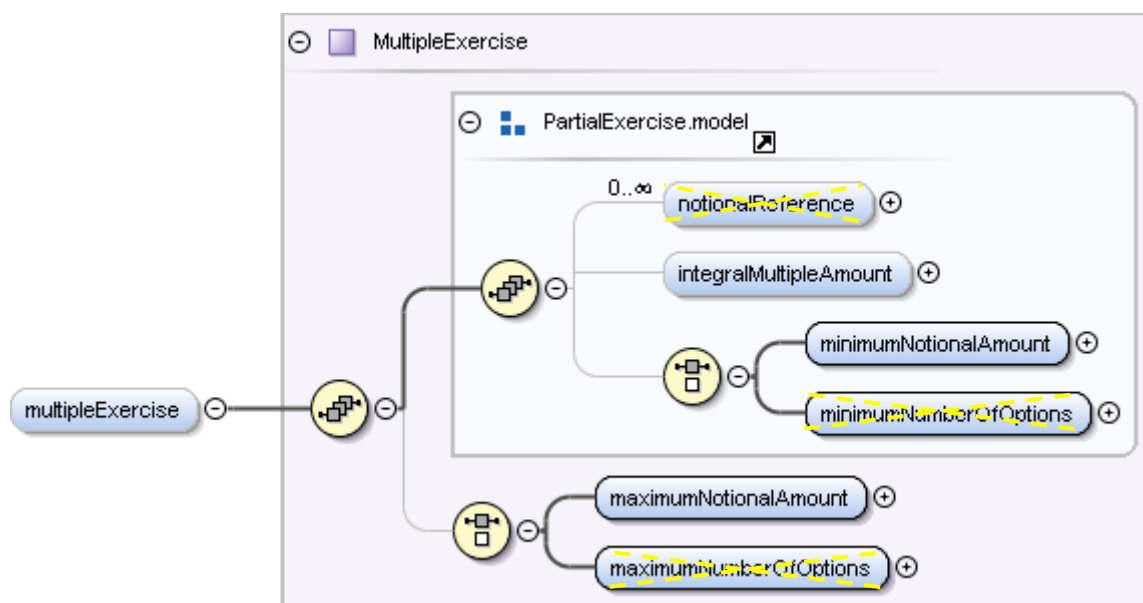 MultipleExercise
PartialExercise.model
0..∞
notionalReference
integralMultipleAmount
minimumNotionalAmount
multipleExercise
minimumNumberOfOptions
maximumNotionalAmount
maximumNumberOfOptions